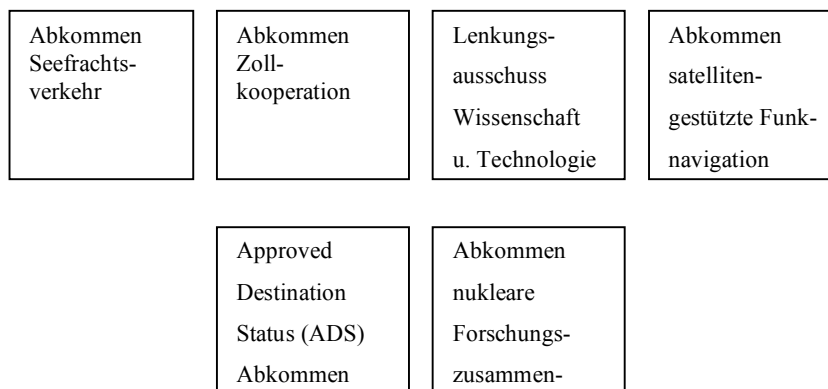 Abkommen
Seefrachts-
verkehr
Abkommen
Zoll-
kooperation
Lenkungs-
ausschuss
Wissenschaft
u. Technologie
Abkommen
satelliten-
gestützte Funk-
navigation
Approved
Destination
Status (ADS)
Abkommen
Abkommen
nukleare
Forschungs-
zusammen-